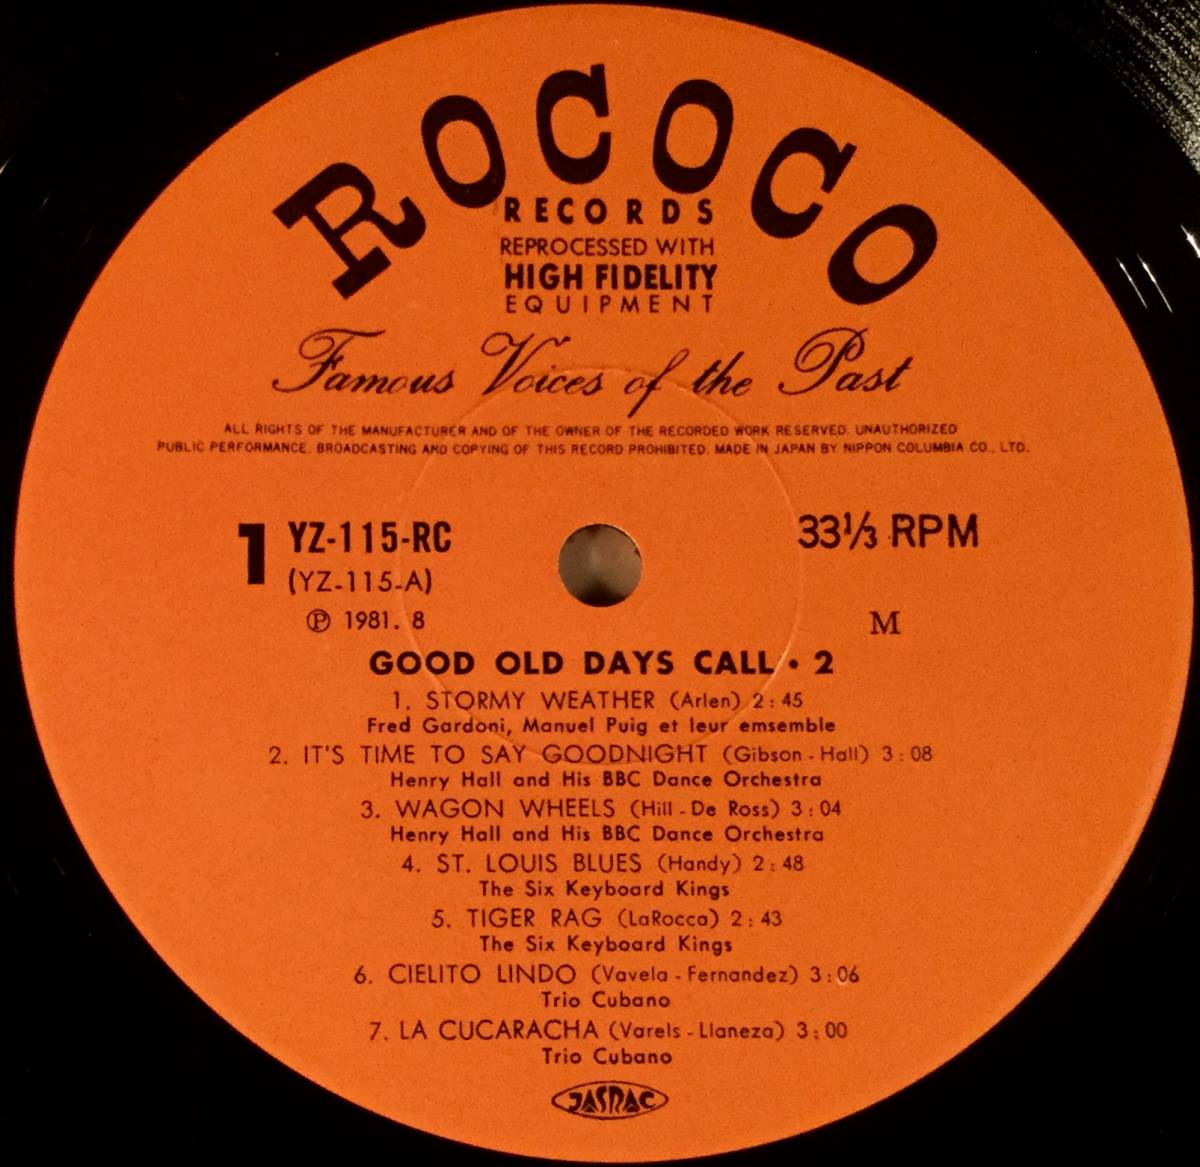 ROCOCO
RECORDS
REPROCESSED WITH
HIGH FIDELITY
EQUIPMENT
Famous Voices of the Past
ALL RIGHTS OF THE MANUFACTURER AND OF THE OWNER OF THE RECORDED WORK RESERVED. UNAUTHORIZED
PUBLIC PERFORMANCE. BROADCASTING AND COPYING OF THIS RECORD PROHIBITED. MADE IN JAPAN BY NIPPON COLUMBIA CO., LTD.
1 YZ-115-RC 33⅓ RPM
(YZ-115-A)
Ⓟ 1981. 8 M
GOOD OLD DAYS CALL · 2
1. STORMY WEATHER (Arlen) 2:45
Fred Gardoni, Manuel Puig et leur emsemble
2. IT'S TIME TO SAY GOODNIGHT (Gibson-Hall) 3:08
Henry Hall and His BBC Dance Orchestra
3. WAGON WHEELS (Hill-De Ross) 3:04
Henry Hall and His BBC Dance Orchestra
4. ST. LOUIS BLUES (Handy) 2:48
The Six Keyboard Kings
5. TIGER RAG (LaRocca) 2:43
The Six Keyboard Kings
6. CIELITO LINDO (Vavela-Fernandez) 3:06
Trio Cubano
7. LA CUCARACHA (Varels-Llaneza) 3:00
Trio Cubano
JASRAC